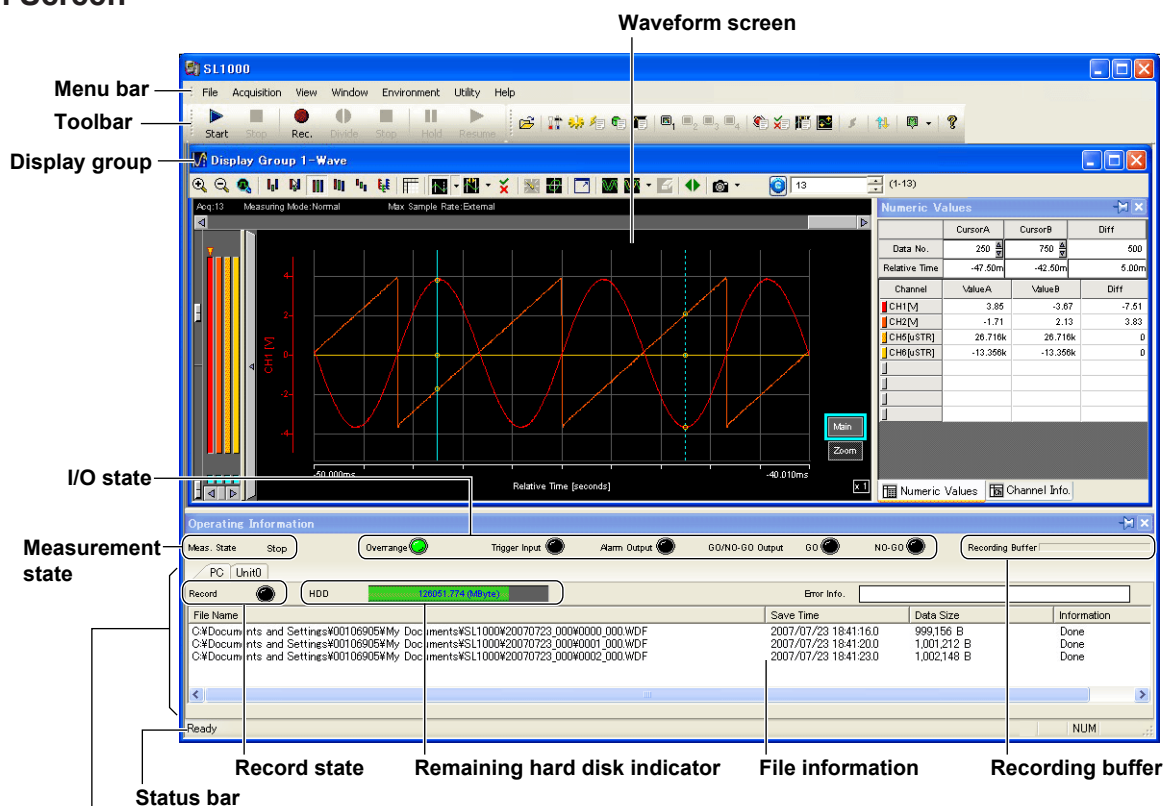 Screen
Waveform screen
SL1000
Menu bar
File Acquisition View Window Environment Utility Help
Toolbar
Start Stop Rec. Divide Stop Hold Resume
Display group
Display Group 1-Wave
13 (1-13)
Acq:13 Measuring Mode:Normal Max Sample Rate:External
Numeric Values
CursorA CursorB Diff
Data No. 250 750 500
Relative Time -47.50m -42.50m 5.00m
Channel ValueA ValueB Diff
CH1[V] 3.85 -3.67 -7.51
CH2[V] -1.71 2.13 3.83
CH5[uSTR] 26.716k 26.716k 0
CH6[uSTR] -13.356k -13.356k 0
4
2
0
-2
-4
CH1 [V]
Main
Zoom
-50.000ms -40.010ms
Relative Time [seconds]
x 1
Numeric Values Channel Info.
I/O state
Operating Information
Measurement state
Meas. State Stop Overrange Trigger Input Alarm Output GO/NO-GO Output GO NO-GO Recording Buffer
PC Unit0
Record HDD 126051.774 (MByte) Error Info.
File Name Save Time Data Size Information
C:¥Documents and Settings¥00106905¥My Documents¥SL1000¥20070723_000¥0000_000.WDF 2007/07/23 18:41:16.0 999,156 B Done
C:¥Documents and Settings¥00106905¥My Documents¥SL1000¥20070723_000¥0001_000.WDF 2007/07/23 18:41:20.0 1,001,212 B Done
C:¥Documents and Settings¥00106905¥My Documents¥SL1000¥20070723_000¥0002_000.WDF 2007/07/23 18:41:23.0 1,002,148 B Done
Ready NUM
Record state Remaining hard disk indicator File information Recording buffer
Status bar